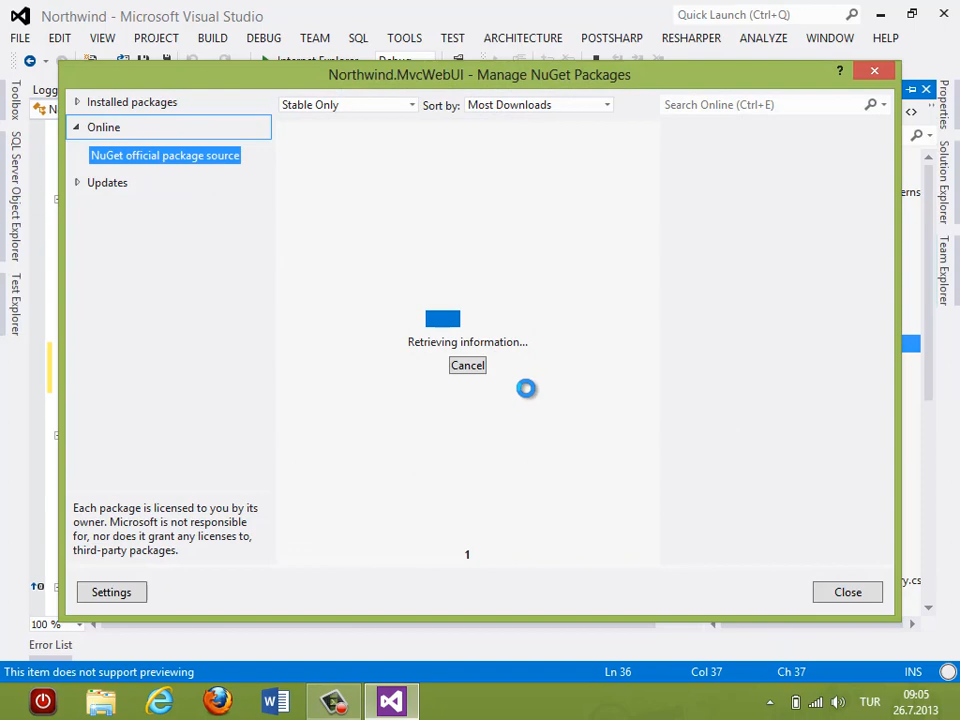 Northwind - Microsoft Visual Studio
Quick Launch (Ctrl+Q)
FILE EDIT VIEW PROJECT BUILD DEBUG TEAM SQL TOOLS TEST ARCHITECTURE POSTSHARP RESHARPER ANALYZE WINDOW HELP
Northwind.MvcWebUI - Manage NuGet Packages
?
Logg
N
Installed packages
Stable Only
Sort by: Most Downloads
Search Online (Ctrl+E)
Online
NuGet official package source
Updates
Toolbox
SQL Server Object Explorer
Test Explorer
Properties
Solution Explorer
Team Explorer
erns
Retrieving information...
Cancel
Each package is licensed to you by its
owner. Microsoft is not responsible
for, nor does it grant any licenses to,
third-party packages.
1
y.cs
Settings
Close
100 %
Error List
This item does not support previewing
Ln 36
Col 37
Ch 37
INS
TUR
09:05
26.7.2013